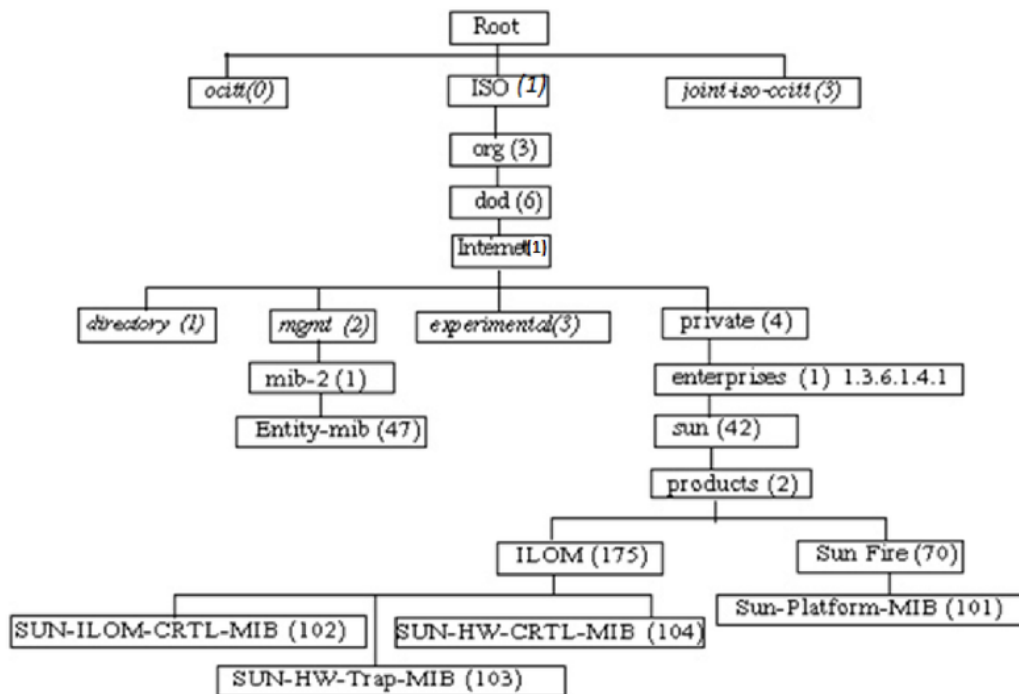 Root
ocitt(0)
ISO (1)
joint-iso-ccitt (3)
org (3)
dod (6)
Internet(1)
directory (1)
mgmt (2)
experimental(3)
private (4)
mib-2 (1)
enterprises (1) 1.3.6.1.4.1
Entity-mib (47)
sun (42)
products (2)
ILOM (175)
Sun Fire (70)
SUN-ILOM-CRTL-MIB (102)
SUN-HW-CRTL-MIB (104)
Sun-Platform-MIB (101)
SUN-HW-Trap-MIB (103)